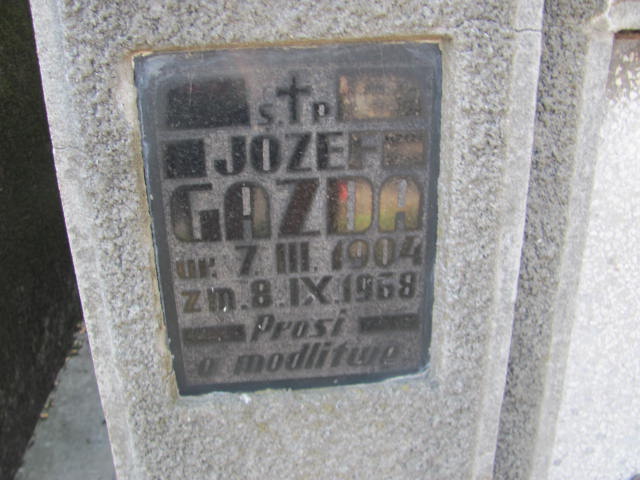 ś.†p.
JÓZEF
GAZDA
ur. 7. III. 1904
zm. 8. IX. 1968
Prosi
o modlitwę